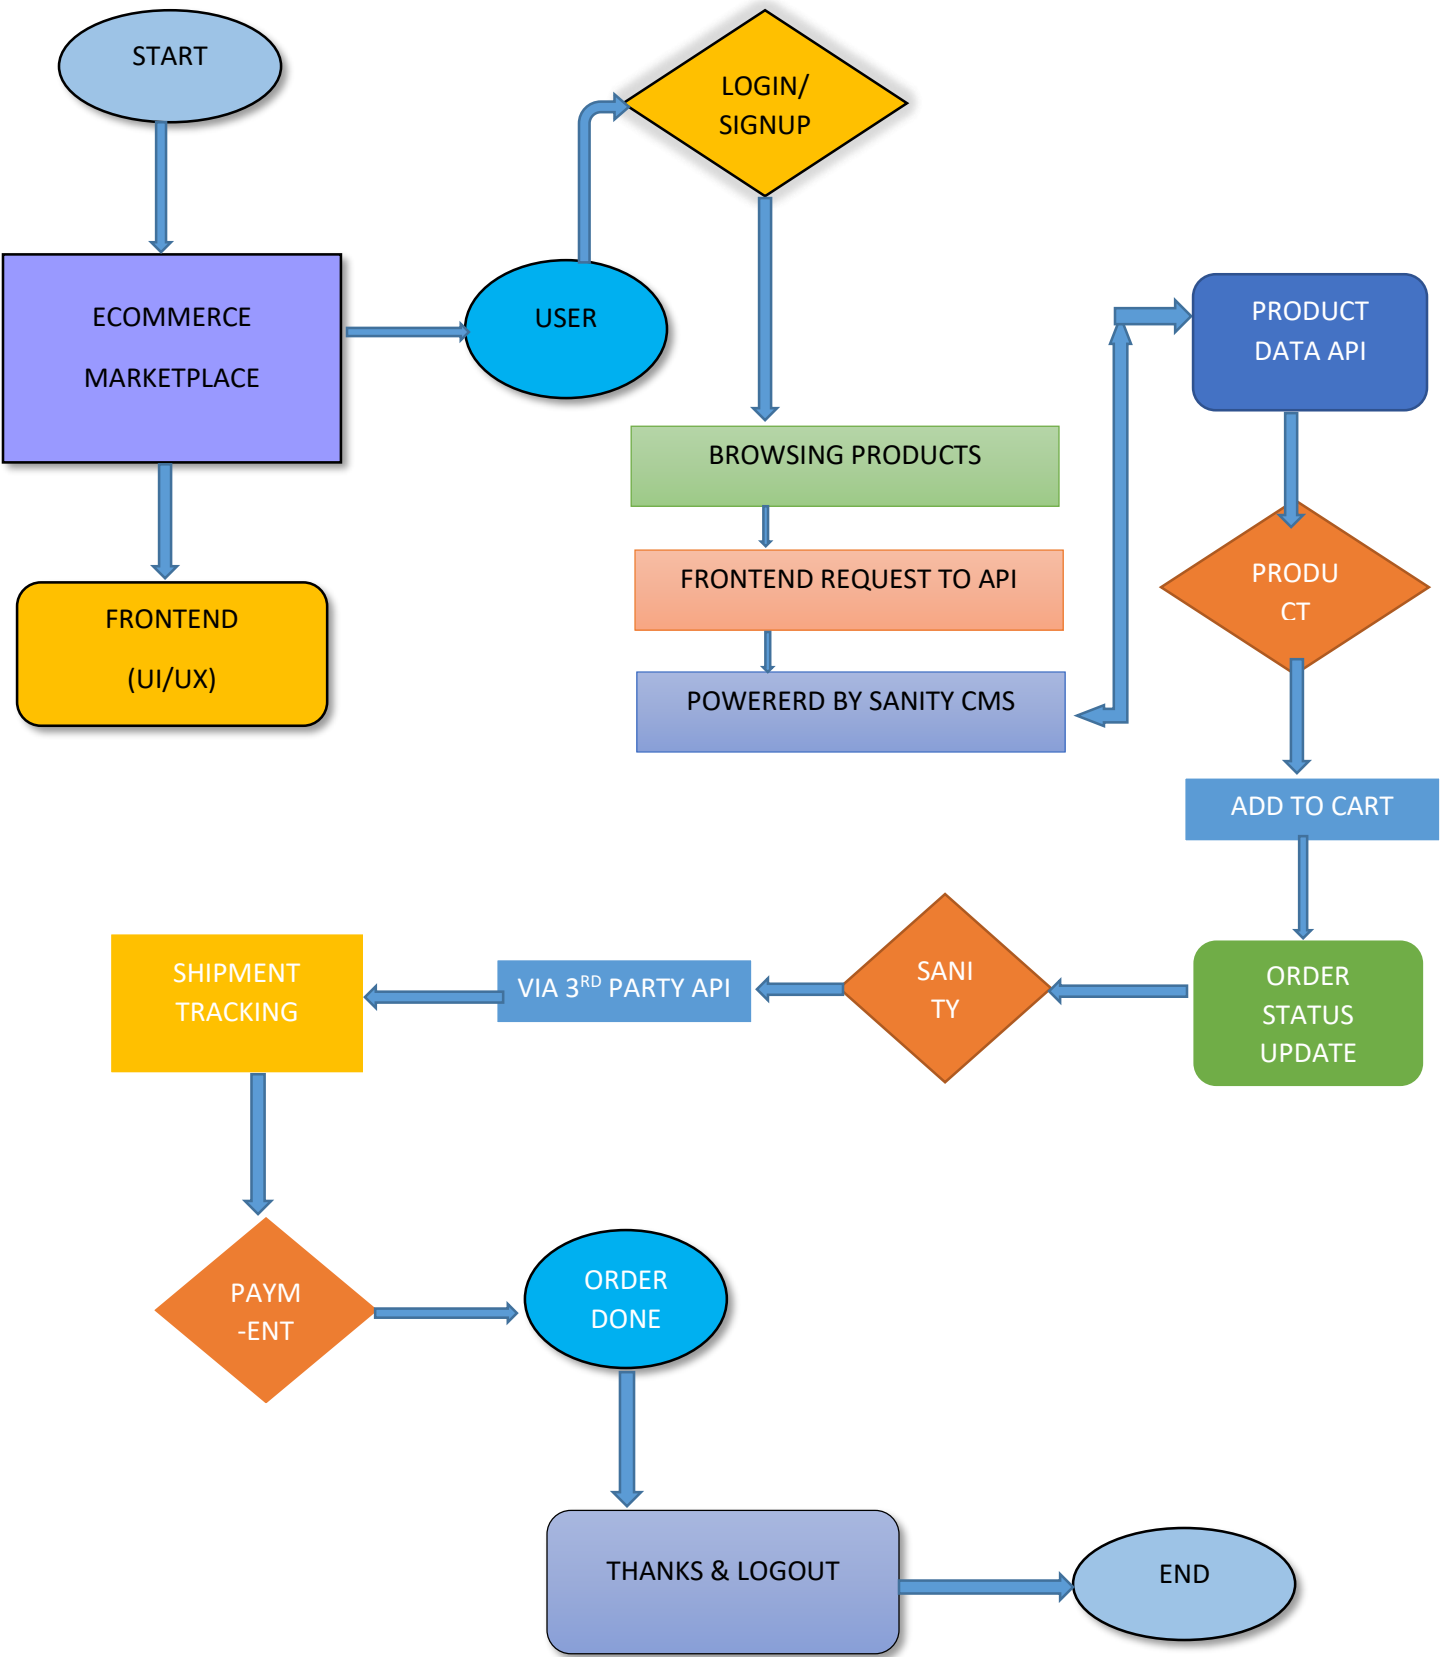 START
LOGIN/
SIGNUP
ECOMMERCE
MARKETPLACE
USER
PRODUCT
DATA API
BROWSING PRODUCTS
FRONTEND REQUEST TO API
POWERERD BY SANITY CMS
FRONTEND
(UI/UX)
PRODU
CT
ADD TO CART
ORDER
STATUS
UPDATE
SANI
TY
VIA 3RD PARTY API
SHIPMENT
TRACKING
PAYM
-ENT
ORDER
DONE
THANKS & LOGOUT
END